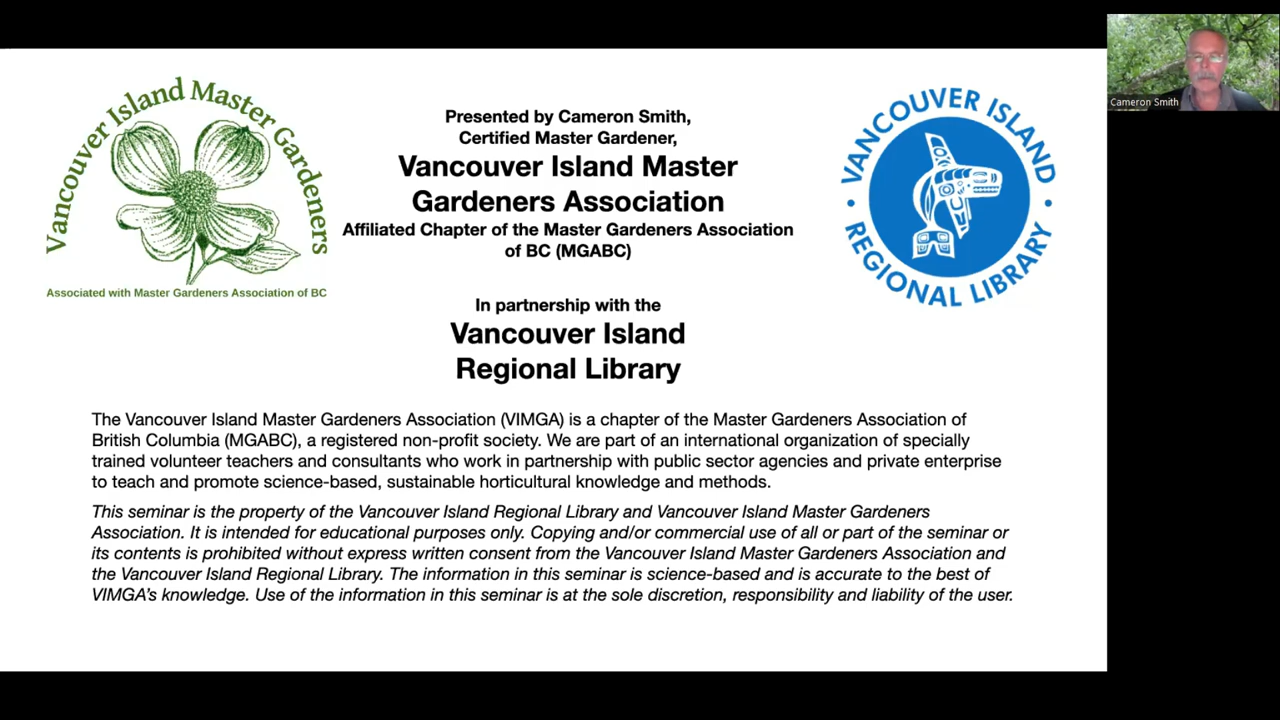 Vancouver Island Master Gardeners
Associated with Master Gardeners Association of BC
Presented by Cameron Smith,
Certified Master Gardener,
Vancouver Island Master
Gardeners Association
Affiliated Chapter of the Master Gardeners Association
of BC (MGABC)
In partnership with the
Vancouver Island
Regional Library
VANCOUVER ISLAND
• REGIONAL LIBRARY •
Cameron Smith
The Vancouver Island Master Gardeners Association (VIMGA) is a chapter of the Master Gardeners Association of
British Columbia (MGABC), a registered non-profit society. We are part of an international organization of specially
trained volunteer teachers and consultants who work in partnership with public sector agencies and private enterprise
to teach and promote science-based, sustainable horticultural knowledge and methods.
This seminar is the property of the Vancouver Island Regional Library and Vancouver Island Master Gardeners
Association. It is intended for educational purposes only. Copying and/or commercial use of all or part of the seminar or
its contents is prohibited without express written consent from the Vancouver Island Master Gardeners Association and
the Vancouver Island Regional Library. The information in this seminar is science-based and is accurate to the best of
VIMGA's knowledge. Use of the information in this seminar is at the sole discretion, responsibility and liability of the user.